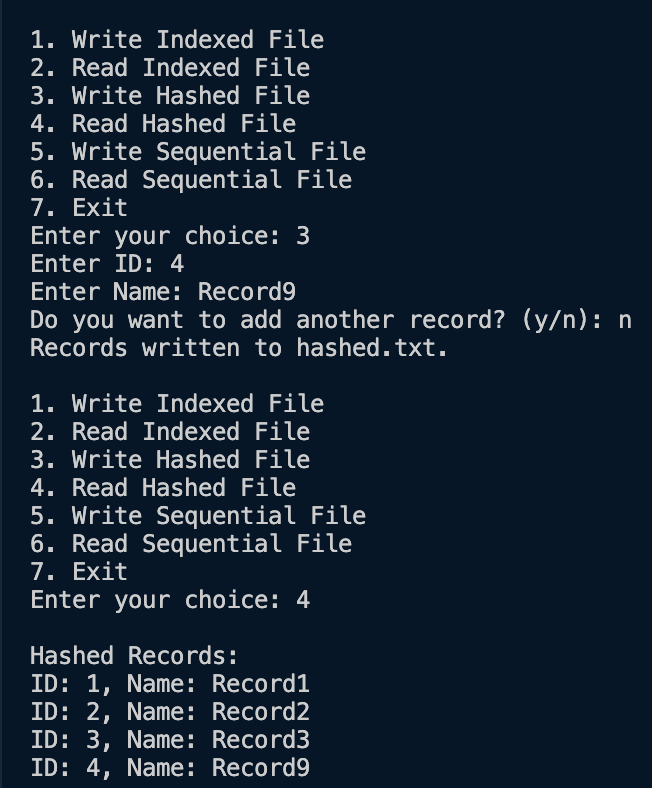 1. Write Indexed File
2. Read Indexed File
3. Write Hashed File
4. Read Hashed File
5. Write Sequential File
6. Read Sequential File
7. Exit
Enter your choice: 3
Enter ID: 4
Enter Name: Record9
Do you want to add another record? (y/n): n
Records written to hashed.txt.
1. Write Indexed File
2. Read Indexed File
3. Write Hashed File
4. Read Hashed File
5. Write Sequential File
6. Read Sequential File
7. Exit
Enter your choice: 4
Hashed Records:
ID: 1, Name: Record1
ID: 2, Name: Record2
ID: 3, Name: Record3
ID: 4, Name: Record9